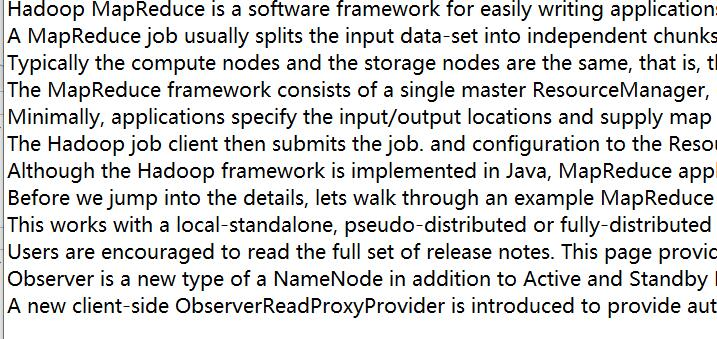 Hadoop MapReduce is a software framework for easily writing applications
A MapReduce job usually splits the input data-set into independent chunks
Typically the compute nodes and the storage nodes are the same, that is,
The MapReduce framework consists of a single master ResourceManager,
Minimally, applications specify the input/output locations and supply map
The Hadoop job client then submits the job. and configuration to the
Although the Hadoop framework is implemented in Java, MapReduce
Before we jump into the details, lets walk through an example MapReduce
This works with a local-standalone, pseudo-distributed or fully-distributed
Users are encouraged to read the full set of release notes. This page
Observer is a new type of a NameNode in addition to Active and Standby
A new client-side ObserverReadProxyProvider is introduced to provide